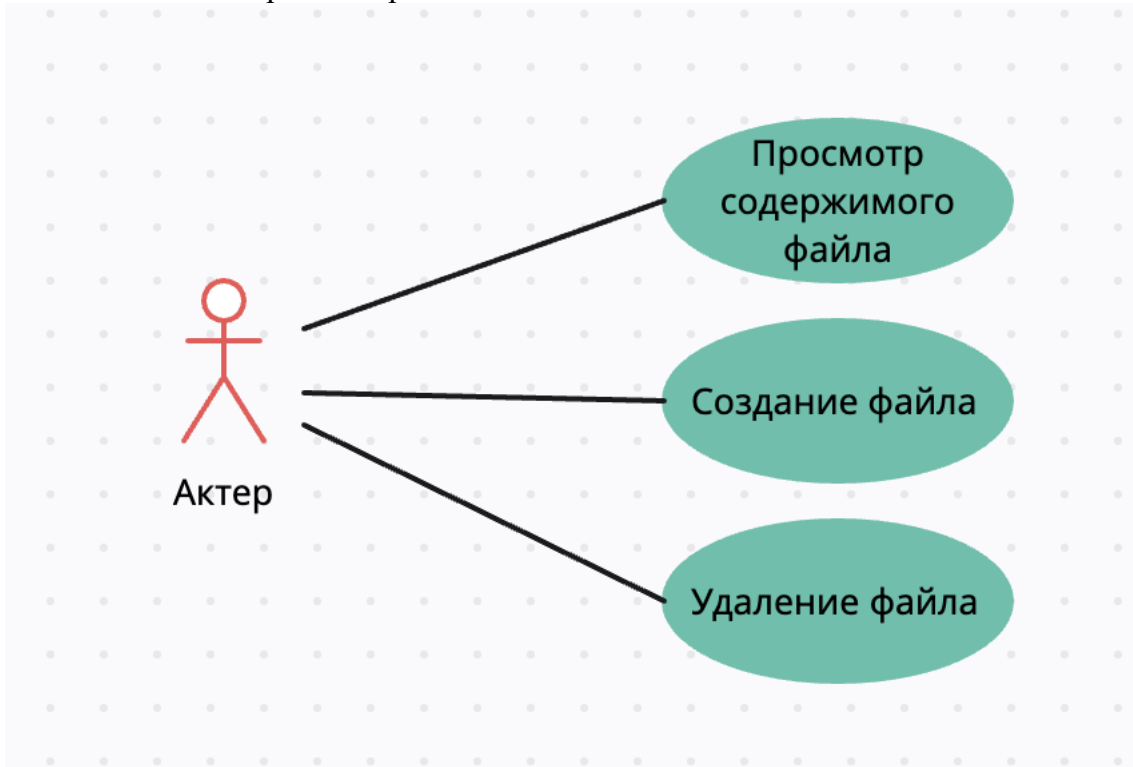 Просмотр
содержимого
файла
Создание файла
Актер
Удаление файла